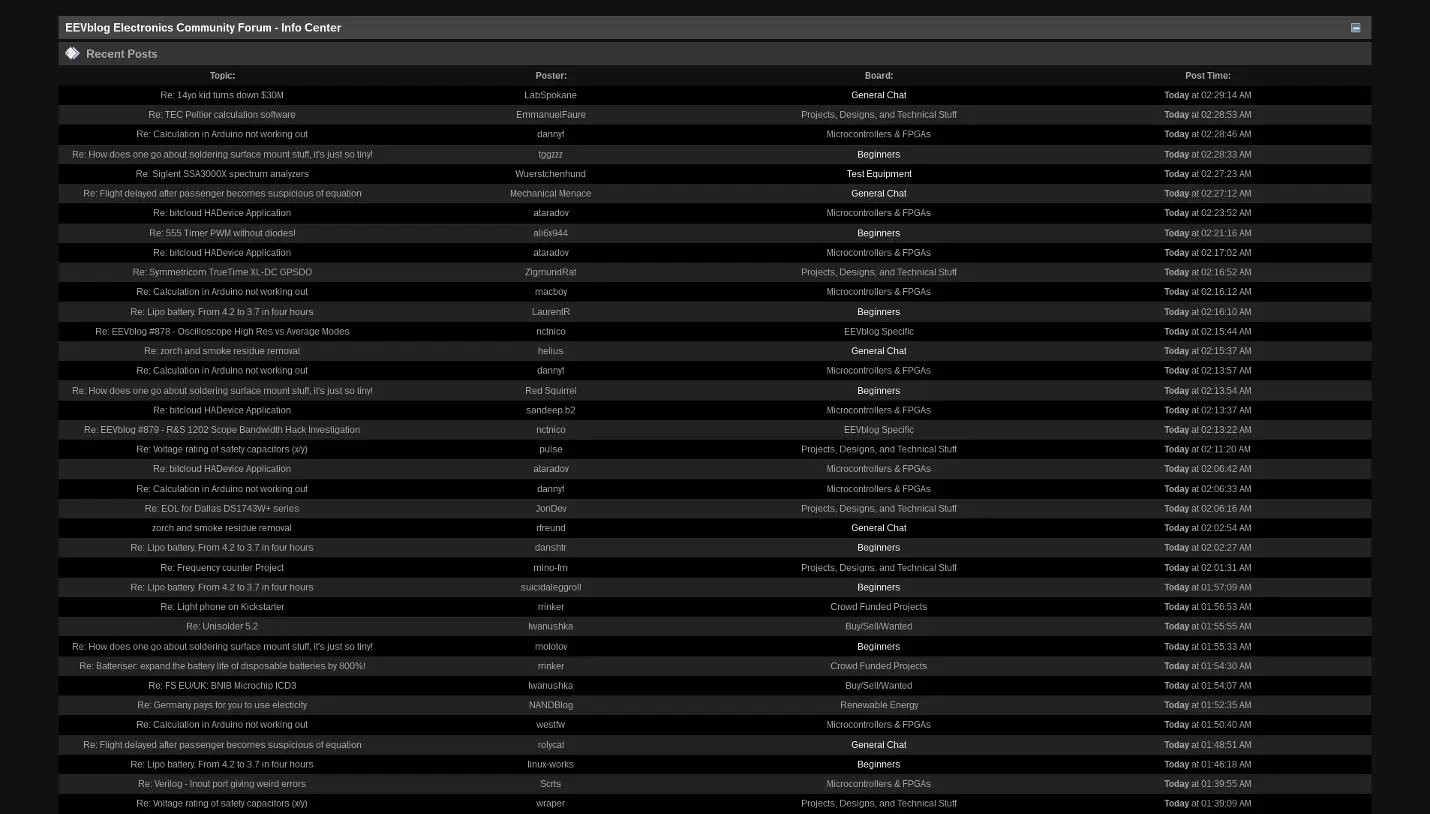 EEVblog Electronics Community Forum - Info Center
Recent Posts
Topic: Poster: Board: Post Time:
Re: 14yo kid turns down $30M LabSpokane General Chat Today at 02:29:14 AM
Re: TEC Peltier calculation software EmmanuelFaure Projects, Designs, and Technical Stuff Today at 02:28:53 AM
Re: Calculation in Arduino not working out dannyf Microcontrollers & FPGAs Today at 02:28:46 AM
Re: How does one go about soldering surface mount stuff, it's just so tiny! tggzzz Beginners Today at 02:28:33 AM
Re: Siglent SSA3000X spectrum analyzers Wuerstchenhund Test Equipment Today at 02:27:23 AM
Re: Flight delayed after passenger becomes suspicious of equation Mechanical Menace General Chat Today at 02:27:12 AM
Re: bitcloud HADevice Application ataradov Microcontrollers & FPGAs Today at 02:23:52 AM
Re: 555 Timer PWM without diodes! ali6x944 Beginners Today at 02:21:16 AM
Re: bitcloud HADevice Application ataradov Microcontrollers & FPGAs Today at 02:17:02 AM
Re: Symmetricom TrueTime XL-DC GPSDO ZigmundRat Projects, Designs, and Technical Stuff Today at 02:16:52 AM
Re: Calculation in Arduino not working out macboy Microcontrollers & FPGAs Today at 02:16:12 AM
Re: Lipo battery. From 4.2 to 3.7 in four hours LaurentR Beginners Today at 02:16:10 AM
Re: EEVblog #878 - Oscilloscope High Res vs Average Modes nctnico EEVblog Specific Today at 02:15:44 AM
Re: zorch and smoke residue removal helius General Chat Today at 02:15:37 AM
Re: Calculation in Arduino not working out dannyf Microcontrollers & FPGAs Today at 02:13:57 AM
Re: How does one go about soldering surface mount stuff, it's just so tiny! Red Squirrel Beginners Today at 02:13:54 AM
Re: bitcloud HADevice Application sandeep.b2 Microcontrollers & FPGAs Today at 02:13:37 AM
Re: EEVblog #879 - R&S 1202 Scope Bandwidth Hack Investigation nctnico EEVblog Specific Today at 02:13:22 AM
Re: Voltage rating of safety capacitors (x/y) pulse Projects, Designs, and Technical Stuff Today at 02:11:20 AM
Re: bitcloud HADevice Application ataradov Microcontrollers & FPGAs Today at 02:06:42 AM
Re: Calculation in Arduino not working out dannyf Microcontrollers & FPGAs Today at 02:06:33 AM
Re: EOL for Dallas DS1743W+ series JonDev Projects, Designs, and Technical Stuff Today at 02:06:16 AM
zorch and smoke residue removal rfreund General Chat Today at 02:02:54 AM
Re: Lipo battery. From 4.2 to 3.7 in four hours danshtr Beginners Today at 02:02:27 AM
Re: Frequency counter Project mino-fm Projects, Designs, and Technical Stuff Today at 02:01:31 AM
Re: Lipo battery. From 4.2 to 3.7 in four hours suicidaleggroll Beginners Today at 01:57:09 AM
Re: Light phone on Kickstarter rrinker Crowd Funded Projects Today at 01:56:53 AM
Re: Unisolder 5.2 Iwanushka Buy/Sell/Wanted Today at 01:55:55 AM
Re: How does one go about soldering surface mount stuff, it's just so tiny! molotov Beginners Today at 01:55:33 AM
Re: Batteriser: expand the battery life of disposable batteries by 800%! rrinker Crowd Funded Projects Today at 01:54:30 AM
Re: FS EU/UK: BNIB Microchip ICD3 Iwanushka Buy/Sell/Wanted Today at 01:54:07 AM
Re: Germany pays for you to use electicity NANDBlog Renewable Energy Today at 01:52:35 AM
Re: Calculation in Arduino not working out westfw Microcontrollers & FPGAs Today at 01:50:40 AM
Re: Flight delayed after passenger becomes suspicious of equation rolycat General Chat Today at 01:48:51 AM
Re: Lipo battery. From 4.2 to 3.7 in four hours linux-works Beginners Today at 01:46:18 AM
Re: Verilog - Inout port giving weird errors Scrts Microcontrollers & FPGAs Today at 01:39:55 AM
Re: Voltage rating of safety capacitors (x/y) wraper Projects, Designs, and Technical Stuff Today at 01:39:09 AM